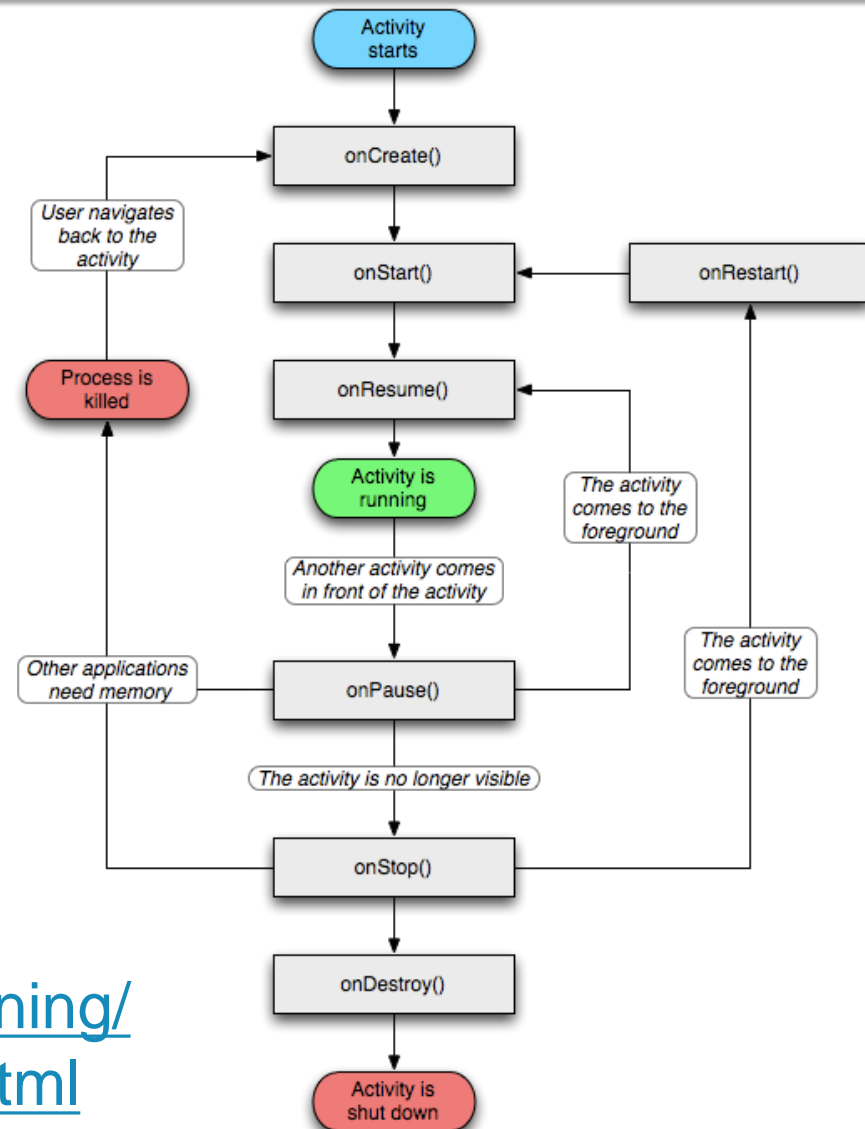 Activity
starts
onCreate()
User navigates
back to the
activity
onStart()
onRestart()
Process is
killed
onResume()
Activity is
running
The activity
comes to the
foreground
Another activity comes
in front of the activity
Other applications
need memory
onPause()
The activity
comes to the
foreground
The activity is no longer visible
onStop()
onDestroy()
ning/
tml
Activity is
shut down